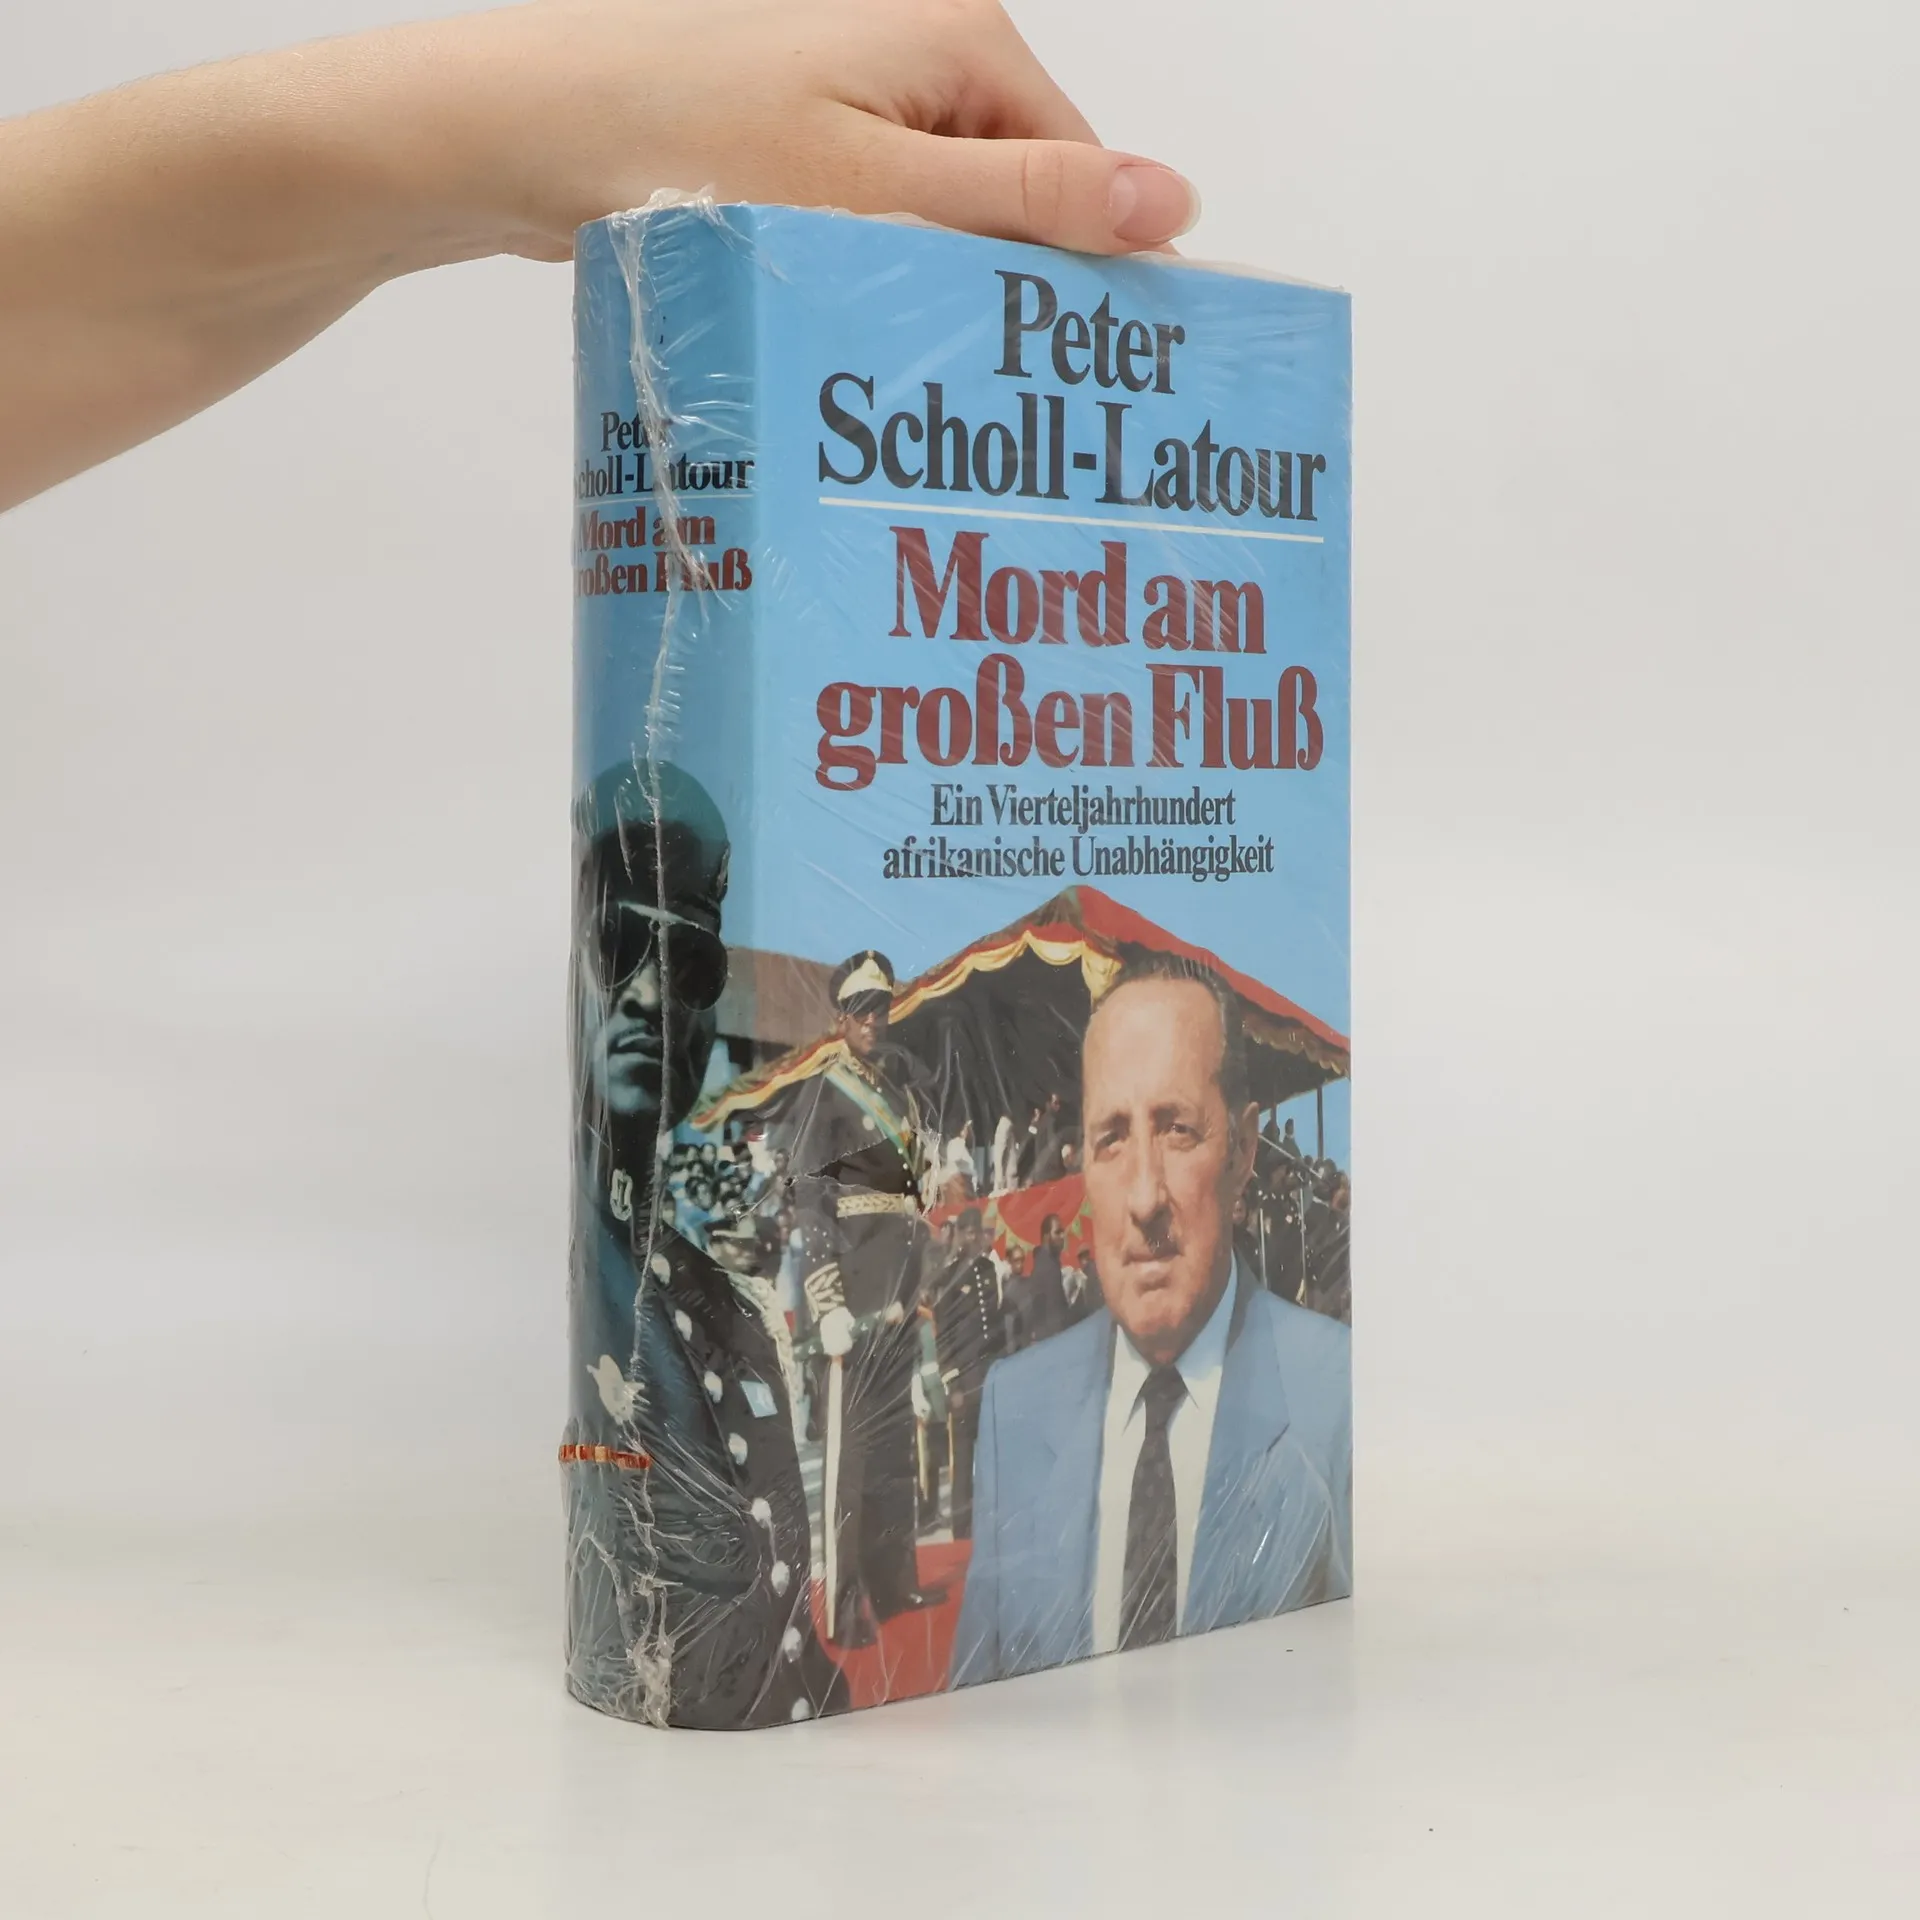 Peter
Scholl-Latour
Mord am
großen Fluß
Ein Vierteljahrhundert
afrikanische Unabhängigkeit
Peter
Scholl-Latour
Mord am
großen Fluß